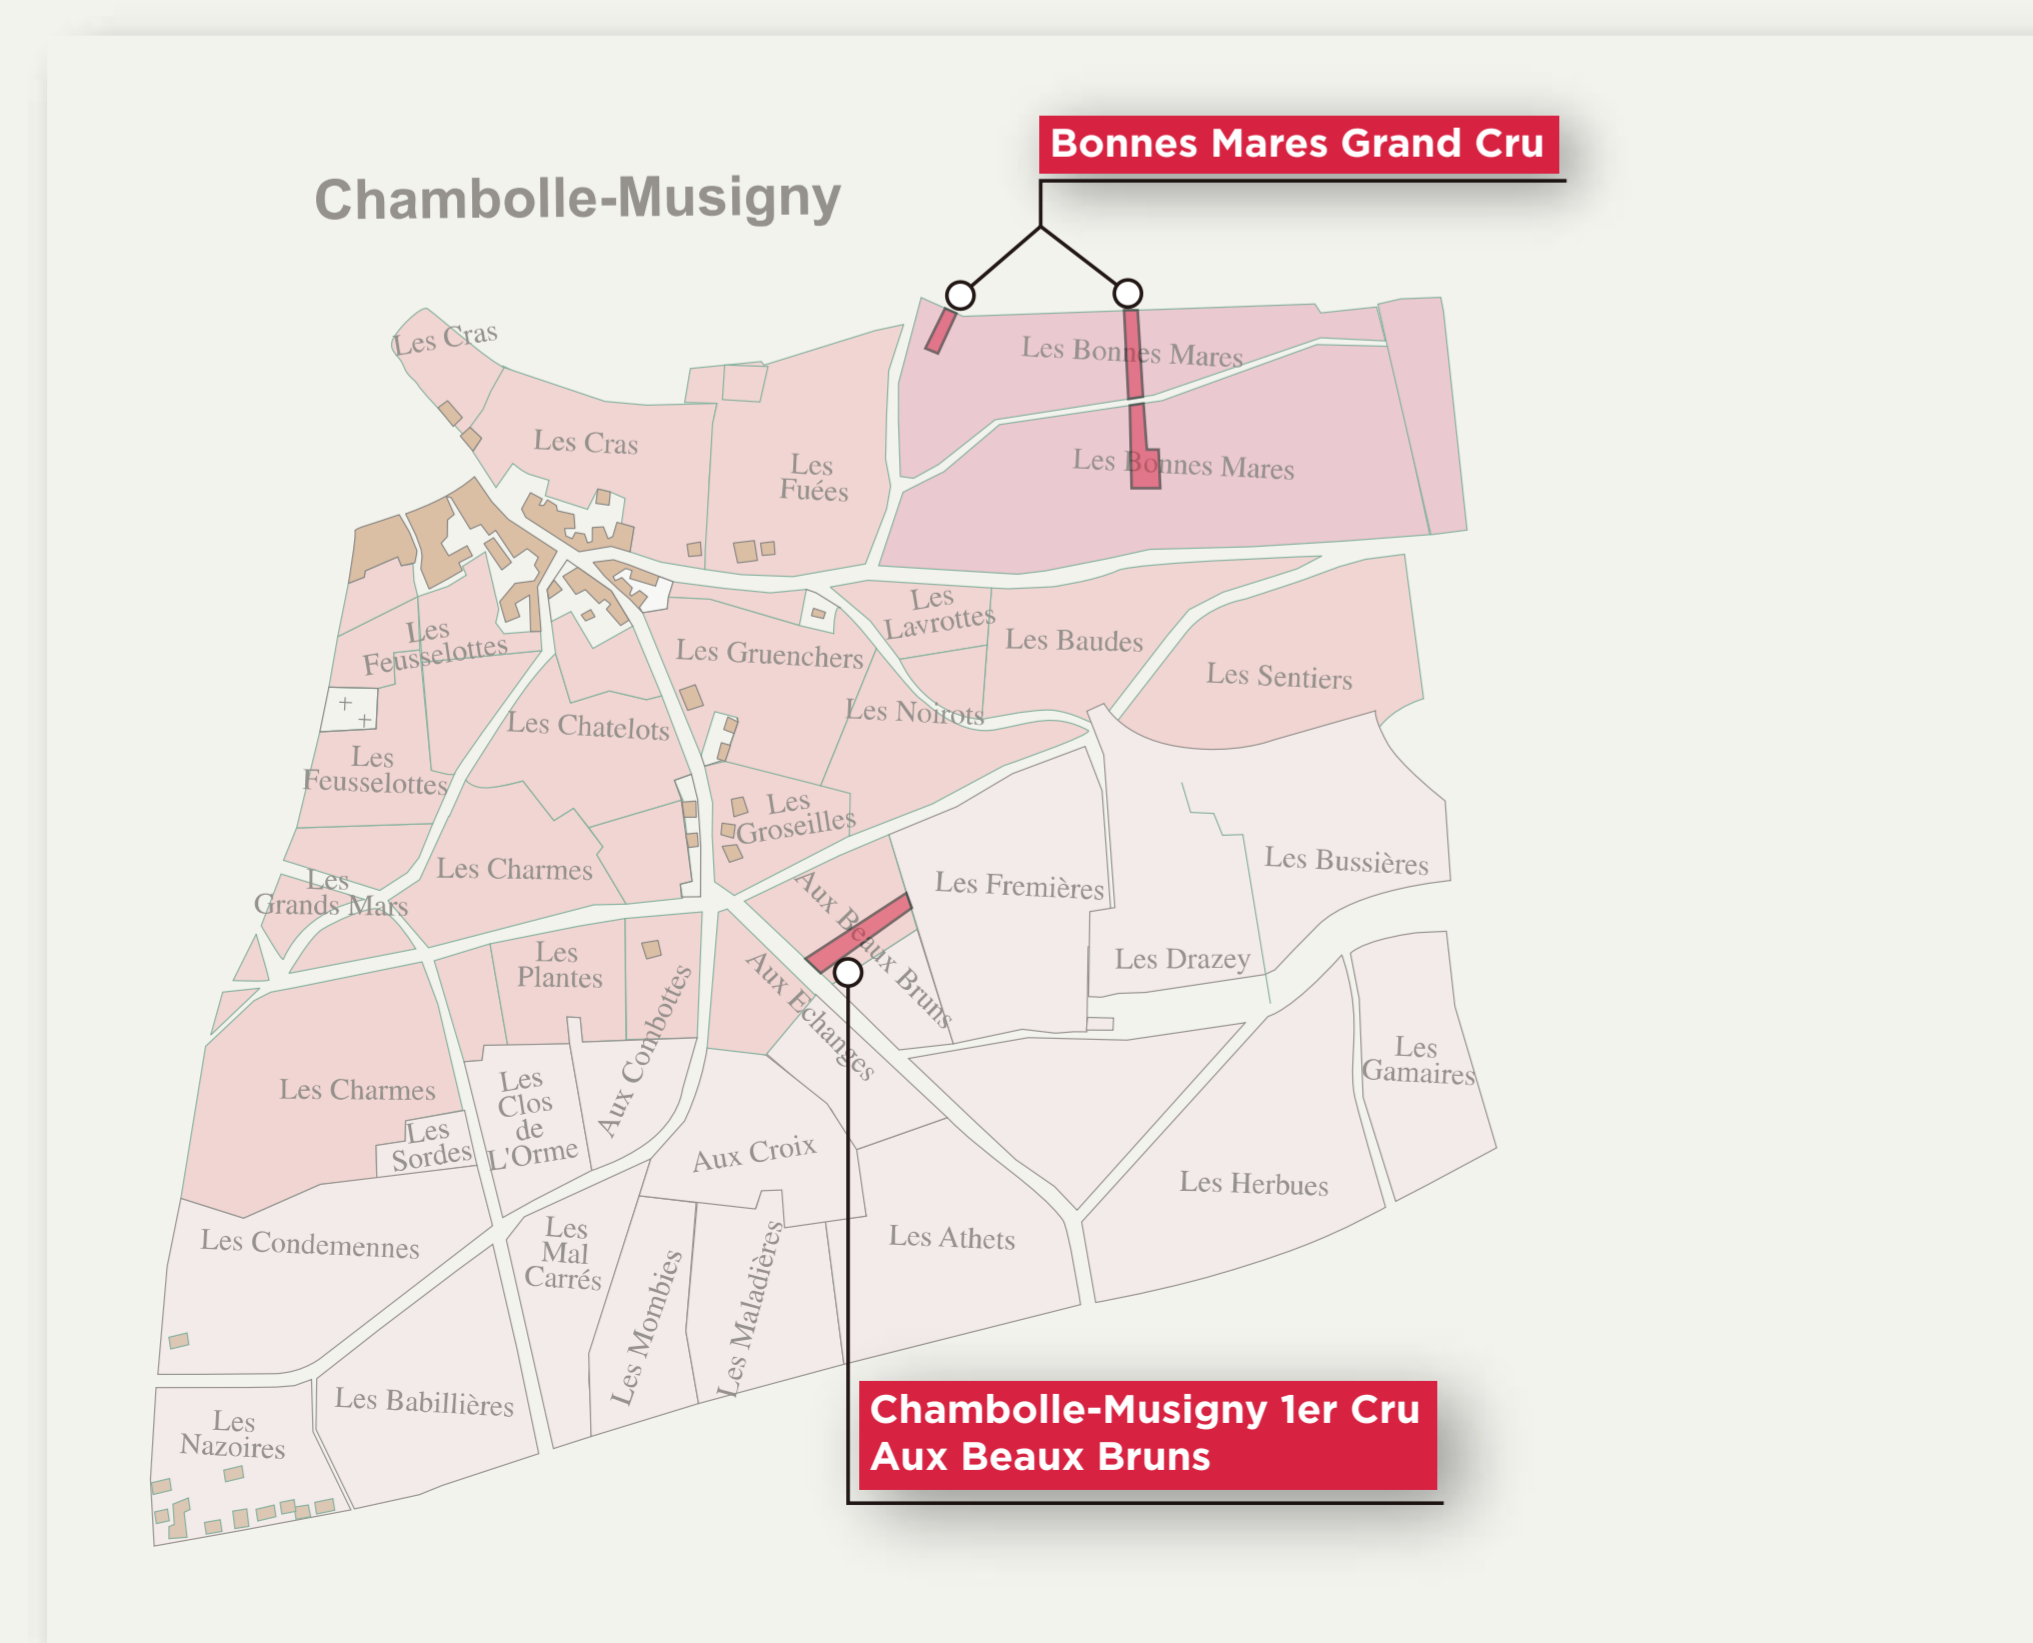 Bonnes Mares Grand Cru
Chambolle-Musigny
Les Cras
Les Bonnes Mares
Les Cras
Les
Fuées
Les Bonnes Mares
Les
Lavrottes
Les
Feusselottes
Les Gruenchers
Les Baudes
Les Sentiers
Les Chatelots
Les Noirots
Les
Feusselottes
Les
Groseilles
Les Charmes
Les
Grands Mars
Aux Beaux Bruns
Les Fremières
Les Bussières
Les
Plantes
Aux Combottes
Aux Echanges
Les Drazey
Les
Gamaires
Les Charmes
Les
Clos
de
L'Orme
Les
Sordes
Aux Croix
Les Herbues
Les Condemennes
Les
Mal
Carrés
Les Mombies
Les Maladières
Les Athets
Les Babillières
Les
Nazoires
Chambolle-Musigny 1er Cru
Aux Beaux Bruns